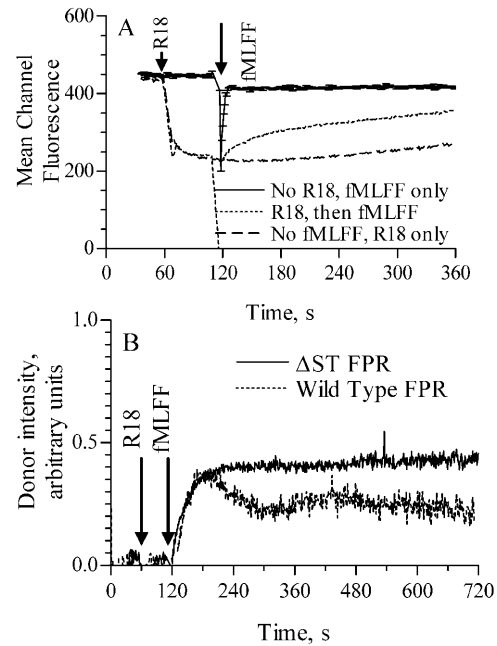 A
R18
fMLFF
Mean Channel
Fluorescence
600
400
200
0
No R18, fMLFF only
R18, then fMLFF
No fMLFF, R18 only
0 60 120 180 240 300 360
Time, s
B
R18
fMLFF
Donor intensity,
arbitrary units
1.0
0.5
0.0
ΔST FPR
Wild Type FPR
0 120 240 360 480 600 720
Time, s